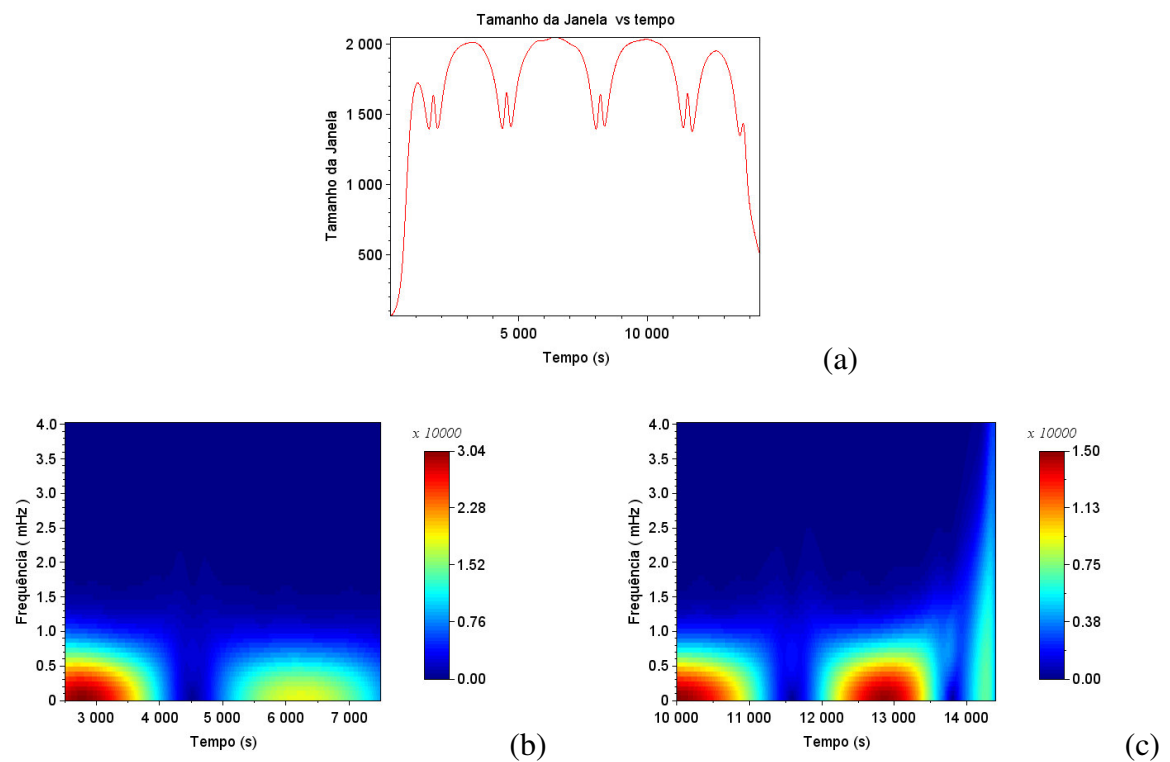 Tamanho da Janela vs tempo
Tamanho da Janela
2 000
1 500
1 000
500
5 000 10 000
Tempo (s)
(a)
x 10000
Frequência ( mHz )
4.0
3.5
3.0
2.5
2.0
1.5
1.0
0.5
0
3 000 4 000 5 000 6 000 7 000
Tempo (s)
3.04
2.28
1.52
0.76
0.00
(b)
x 10000
Frequência ( mHz )
4.0
3.5
3.0
2.5
2.0
1.5
1.0
0.5
0
10 000 11 000 12 000 13 000 14 000
Tempo (s)
1.50
1.13
0.75
0.38
0.00
(c)